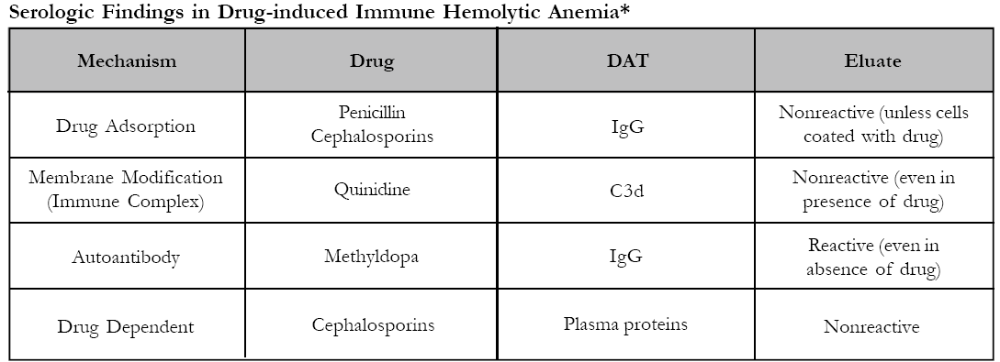 Serologic Findings in Drug-induced Immune Hemolytic Anemia*
Mechanism Drug DAT Eluate
Drug Adsorption
Penicillin
Cephalosporins
IgG
Nonreactive (unless cells
coated with drug)
Membrane Modification
(Immune Complex)
Quinidine
C3d
Nonreactive (even in
presence of drug)
Autoantibody
Methyldopa
IgG
Reactive (even in
absence of drug)
Drug Dependent
Cephalosporins
Plasma proteins
Nonreactive